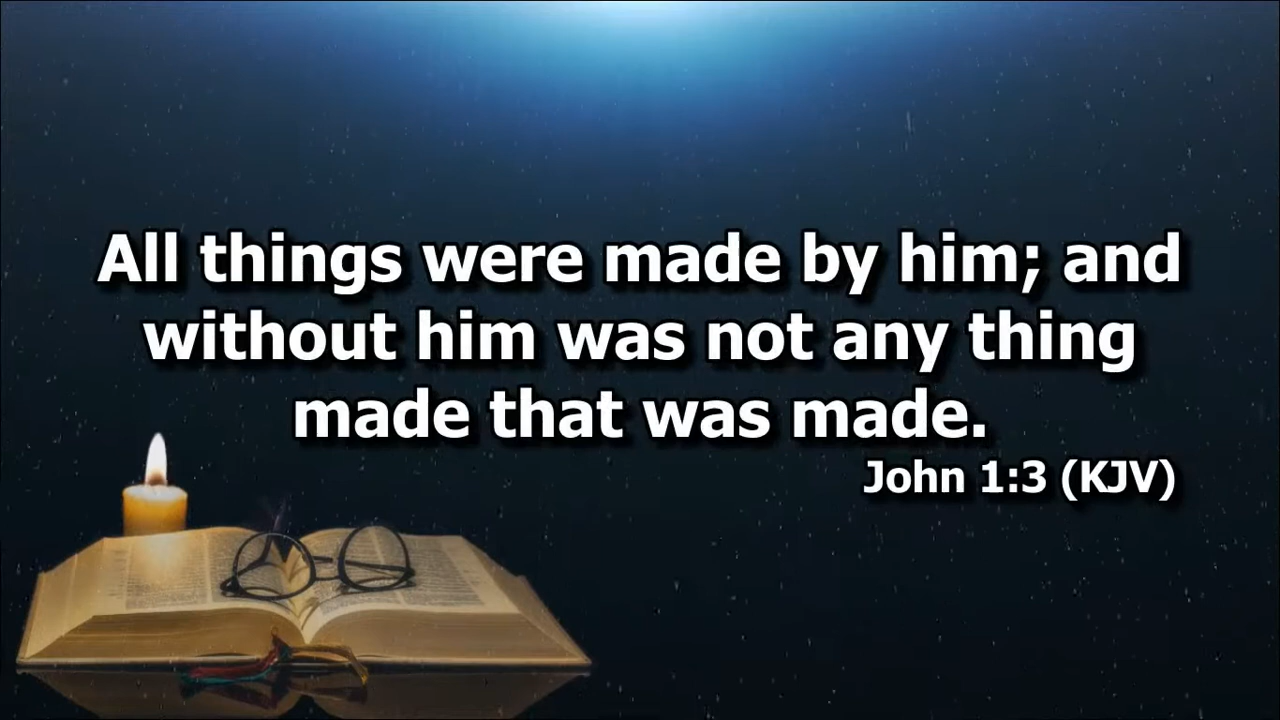 All things were made by him; and
without him was not any thing
made that was made.
John 1:3 (KJV)